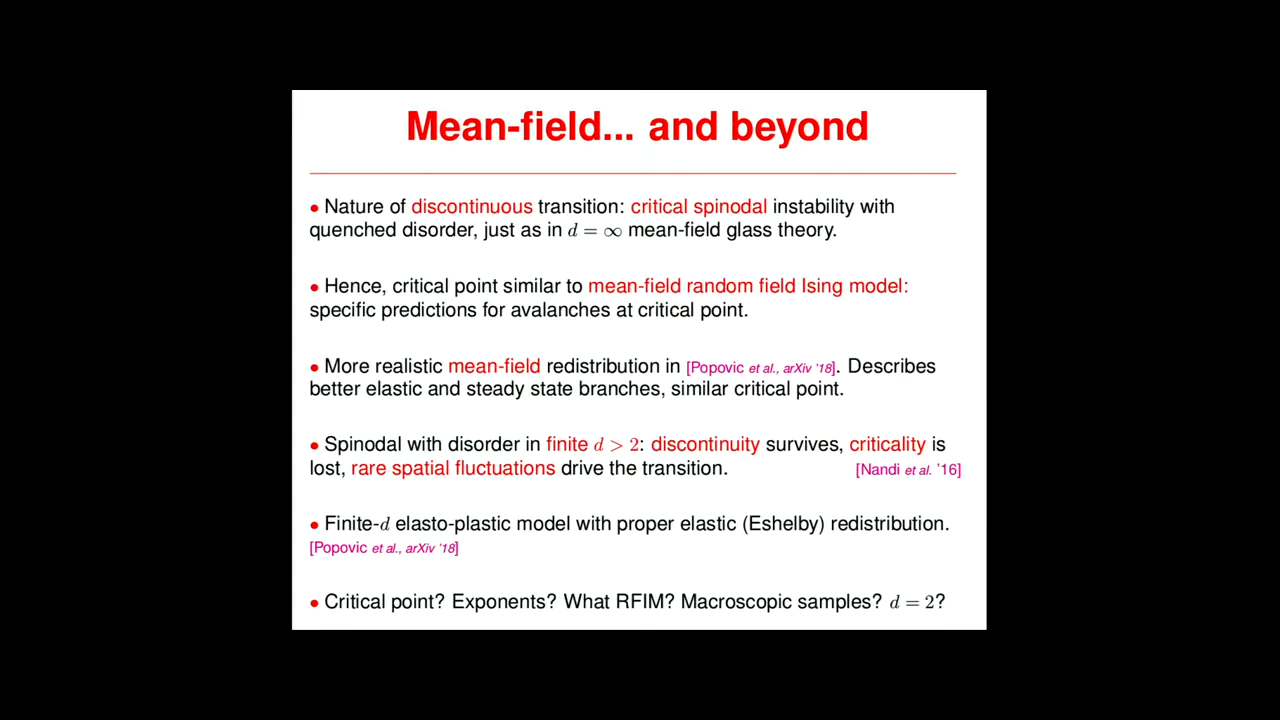 Mean-field... and beyond
• Nature of discontinuous transition: critical spinodal instability with
quenched disorder, just as in d = ∞ mean-field glass theory.
• Hence, critical point similar to mean-field random field Ising model:
specific predictions for avalanches at critical point.
• More realistic mean-field redistribution in [Popovic et al., arXiv '18]. Describes
better elastic and steady state branches, similar critical point.
• Spinodal with disorder in finite d > 2: discontinuity survives, criticality is
lost, rare spatial fluctuations drive the transition. [Nandi et al. '16]
• Finite-d elasto-plastic model with proper elastic (Eshelby) redistribution.
[Popovic et al., arXiv '18]
• Critical point? Exponents? What RFIM? Macroscopic samples? d = 2?